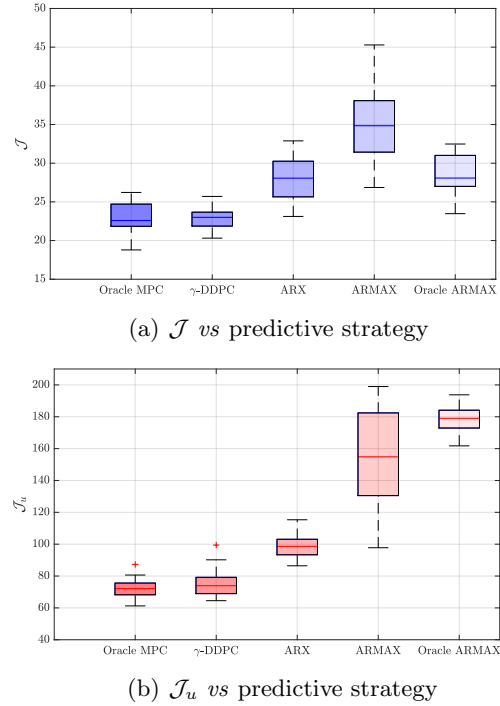 50
45
40
35
30
25
20
15
𝒥
Oracle MPC γ-DDPC ARX ARMAX Oracle ARMAX
(a) 𝒥 vs predictive strategy
200
180
160
140
120
100
80
60
40
𝒥u
Oracle MPC γ-DDPC ARX ARMAX Oracle ARMAX
(b) 𝒥u vs predictive strategy